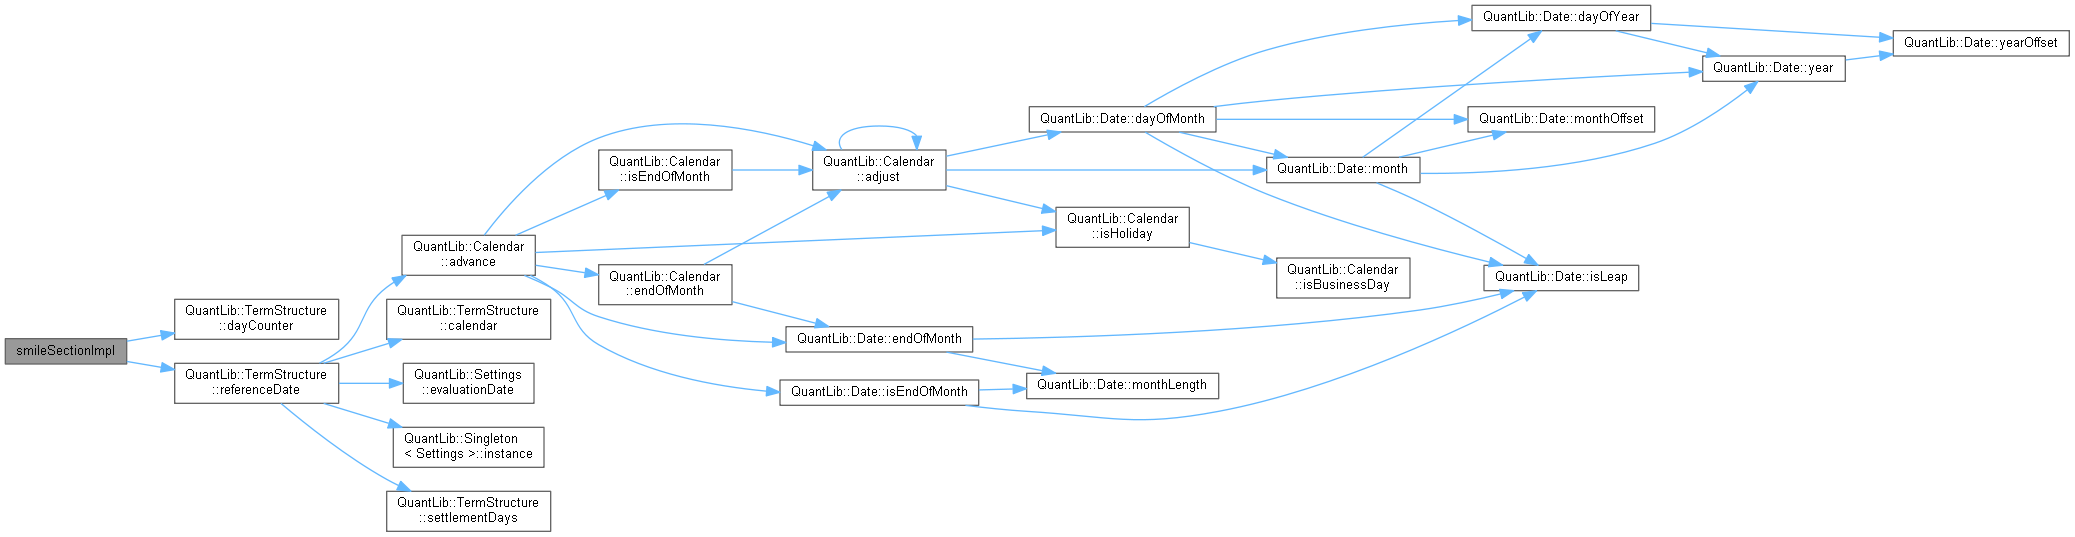 smileSectionImpl
QuantLib::TermStructure
::dayCounter
QuantLib::TermStructure
::referenceDate
QuantLib::Calendar
::advance
QuantLib::TermStructure
::calendar
QuantLib::Settings
::evaluationDate
QuantLib::Singleton
< Settings >::instance
QuantLib::TermStructure
::settlementDays
QuantLib::Calendar
::isEndOfMonth
QuantLib::Calendar
::endOfMonth
QuantLib::Calendar
::adjust
QuantLib::Date::endOfMonth
QuantLib::Date::isEndOfMonth
QuantLib::Date::dayOfMonth
QuantLib::Calendar
::isHoliday
QuantLib::Date::monthLength
QuantLib::Date::month
QuantLib::Calendar
::isBusinessDay
QuantLib::Date::dayOfYear
QuantLib::Date::monthOffset
QuantLib::Date::isLeap
QuantLib::Date::year
QuantLib::Date::yearOffset